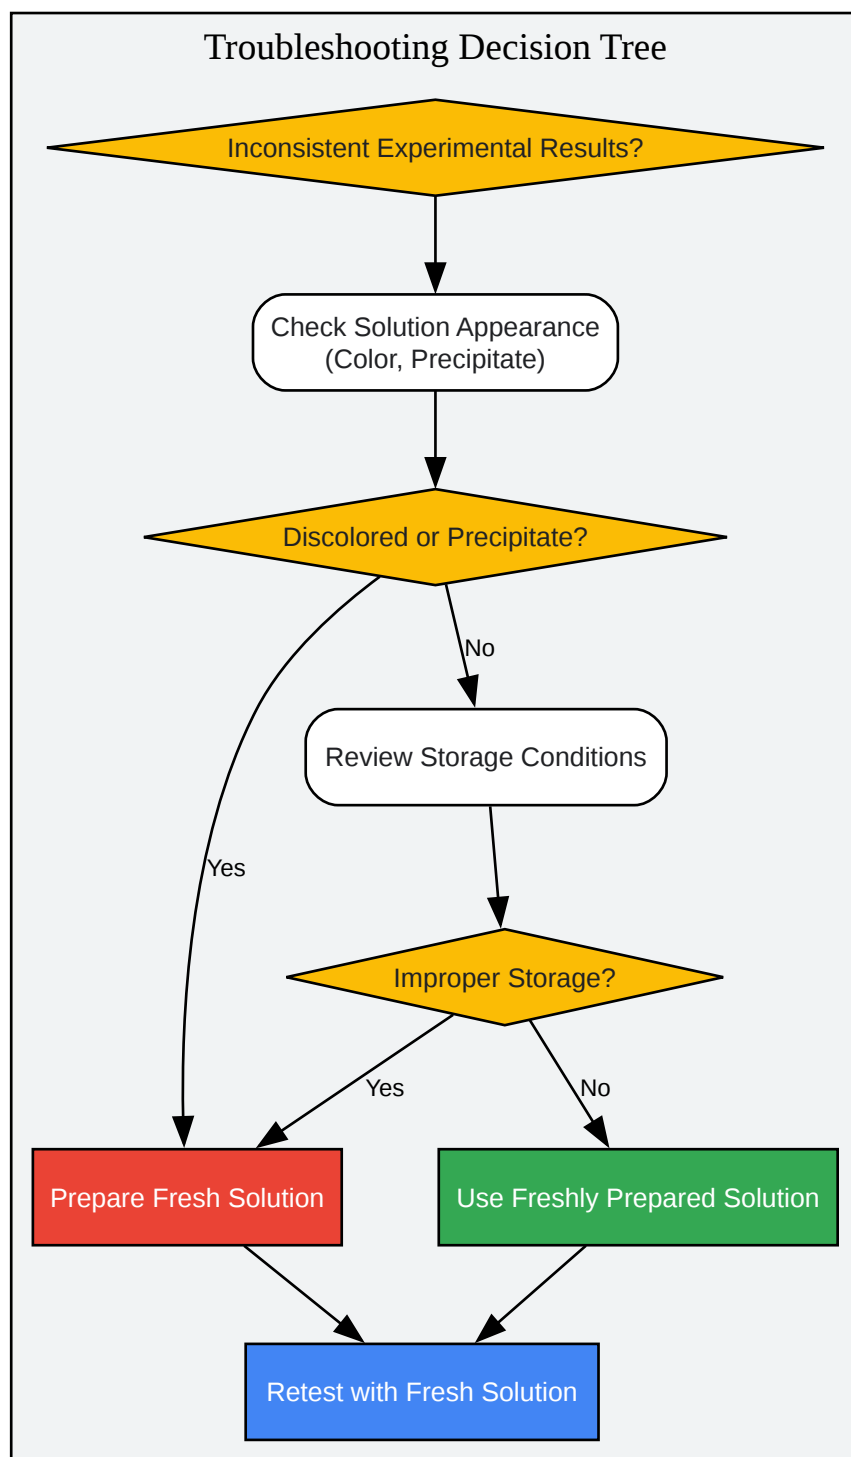 Troubleshooting Decision Tree
Inconsistent Experimental Results?
Check Solution Appearance
(Color, Precipitate)
Discolored or Precipitate?
No
Review Storage Conditions
Yes
Improper Storage?
Yes
No
Prepare Fresh Solution
Use Freshly Prepared Solution
Retest with Fresh Solution